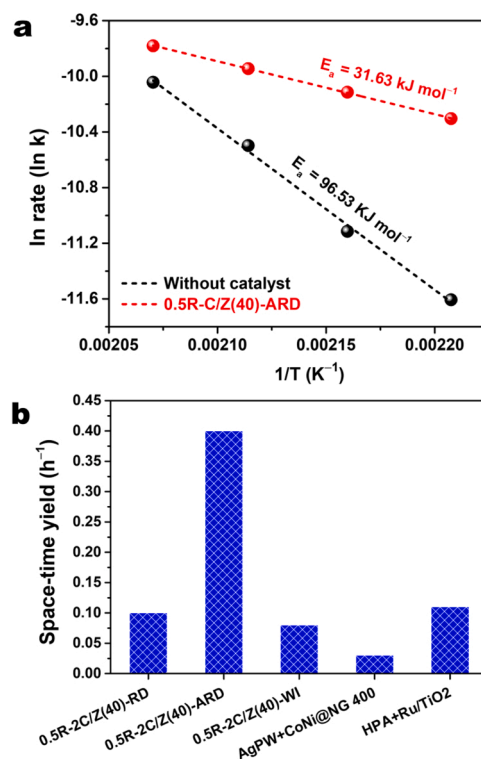 a
-9.6
-10.0
-10.4
-10.8
-11.2
-11.6
ln rate (ln k)
Eₐ = 31.63 kJ mol⁻¹
Eₐ = 96.53 KJ mol⁻¹
Without catalyst
0.5R-C/Z(40)-ARD
0.00205 0.00210 0.00215 0.00220
1/T (K⁻¹)
b
0.45
0.40
0.35
0.30
0.25
0.20
0.15
0.10
0.05
0.00
Space-time yield (h⁻¹)
0.5R-2C/Z(40)-RD
0.5R-2C/Z(40)-ARD
0.5R-2C/Z(40)-WI
AgPW+CoNi@NG 400
HPA+Ru/TiO2